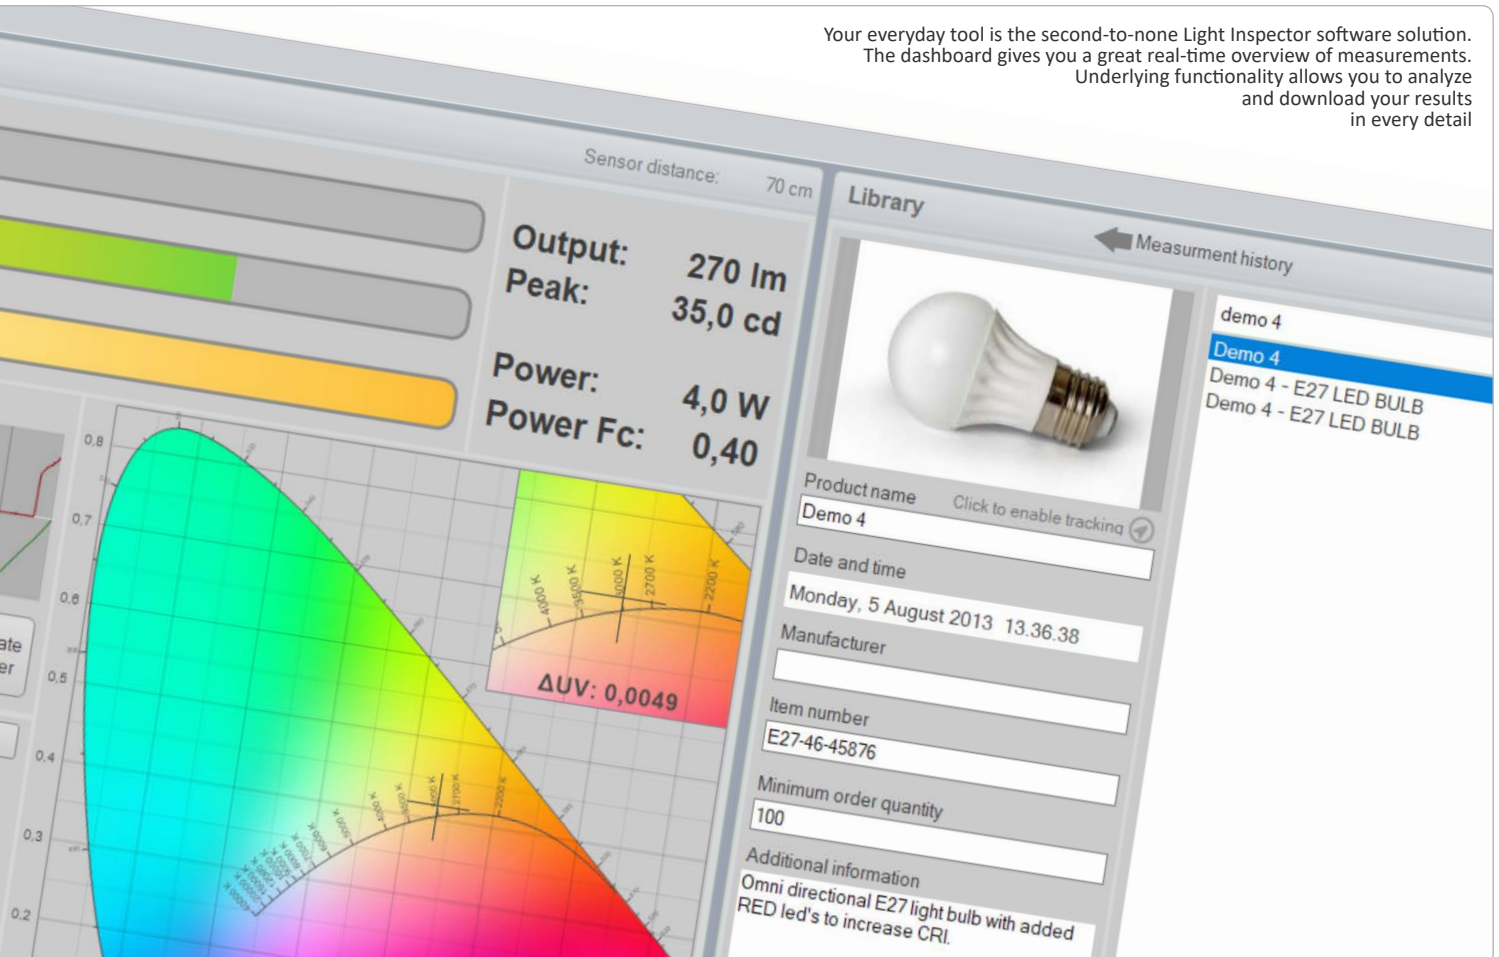 Your everyday tool is the second-to-none Light Inspector software solution.
The dashboard gives you a great real-time overview of measurements.
Underlying functionality allows you to analyze
and download your results
in every detail
Sensor distance: 70 cm
Output: 270 lm
Peak: 35,0 cd
Power: 4,0 W
Power Fc: 0,40
0,8
0,7
0,6
0,5
0,4
0,3
0,2
4000 K
3500 K
2700 K
2200 K
ΔUV: 0,0049
5000 K
4000 K
2700 K
2200 K
ate
er
Library
Measurment history
demo 4
Demo 4
Demo 4 - E27 LED BULB
Demo 4 - E27 LED BULB
Product name Click to enable tracking
Demo 4
Date and time
Monday, 5 August 2013 13.36.38
Manufacturer
Item number
E27-46-45876
Minimum order quantity
100
Additional information
Omni directional E27 light bulb with added
RED led's to increase CRI.